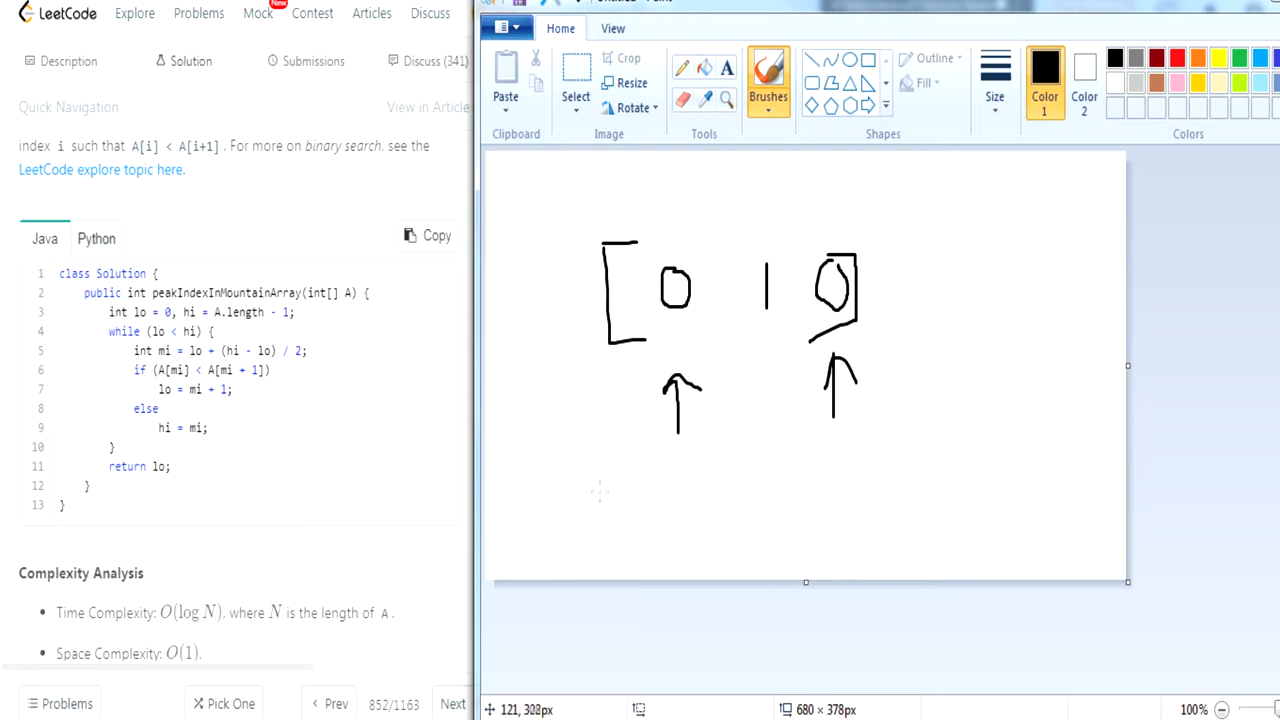 LeetCode Explore Problems Mock New Contest Articles Discuss
Description Solution Submissions Discuss (341)
Quick Navigation View in Article
index i such that A[i] < A[i+1]. For more on binary search, see the
LeetCode explore topic here.
Java Python Copy
1 class Solution {
2 public int peakIndexInMountainArray(int[] A) {
3 int lo = 0, hi = A.length - 1;
4 while (lo < hi) {
5 int mi = lo + (hi - lo) / 2;
6 if (A[mi] < A[mi + 1])
7 lo = mi + 1;
8 else
9 hi = mi;
10 }
11 return lo;
12 }
13 }
Complexity Analysis
• Time Complexity: O(log N), where N is the length of A.
• Space Complexity: O(1).
Problems Pick One < Prev 852/1163 Next
Home View
Paste Select Crop Resize Rotate A Brushes Outline Fill Size Color 1 Color 2
Clipboard Image Tools Shapes Colors
[ 0 1 0 ]
680 × 378px 100%